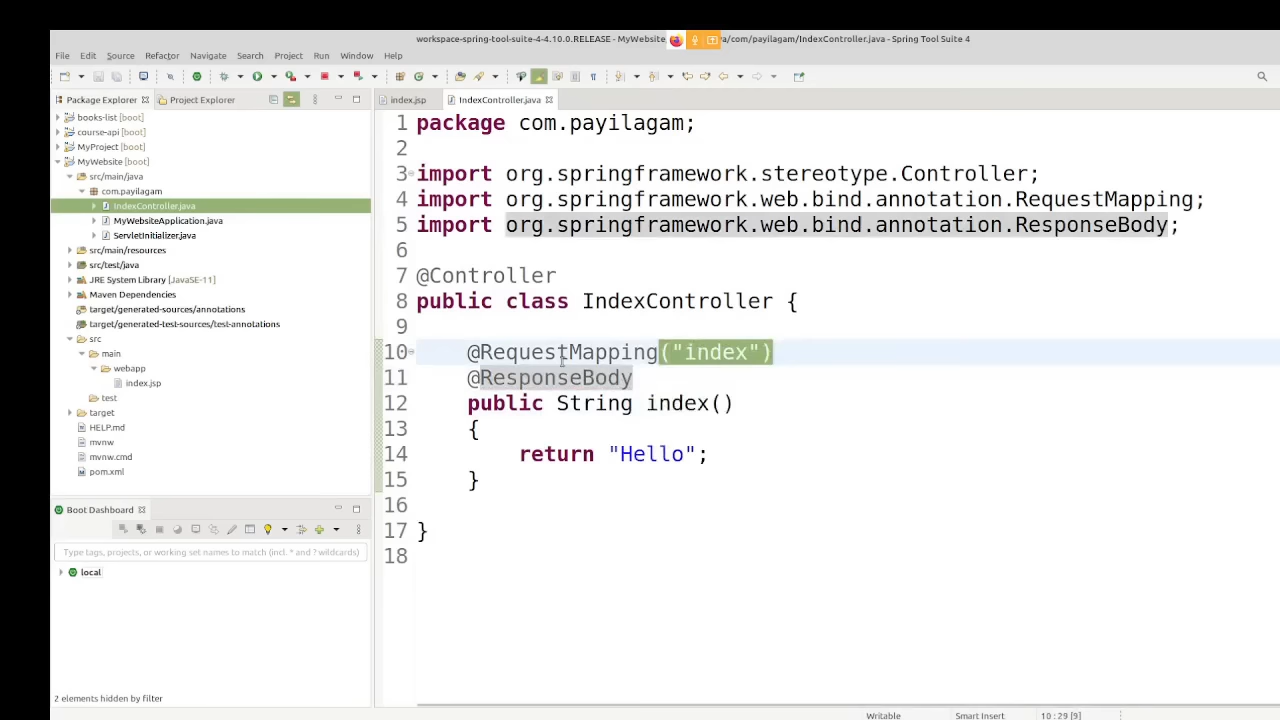 workspace-spring-tool-suite-4-4.10.0.RELEASE - MyWebsite
va/com/payilagam/IndexController.java - Spring Tool Suite 4
File Edit Source Refactor Navigate Search Project Run Window Help
Package Explorer Project Explorer
books-list [boot]
course-api [boot]
MyProject [boot]
MyWebsite [boot]
src/main/java
com.payilagam
IndexController.java
MyWebsiteApplication.java
ServletInitializer.java
src/main/resources
src/test/java
JRE System Library [JavaSE-11]
Maven Dependencies
target/generated-sources/annotations
target/generated-test-sources/test-annotations
src
main
webapp
index.jsp
test
target
HELP.md
mvnw
mvnw.cmd
pom.xml
Boot Dashboard
Type tags, projects, or working set names to match (incl. * and ? wildcards)
local
2 elements hidden by filter
index.jsp IndexController.java
1 package com.payilagam;
2
3 import org.springframework.stereotype.Controller;
4 import org.springframework.web.bind.annotation.RequestMapping;
5 import org.springframework.web.bind.annotation.ResponseBody;
6
7 @Controller
8 public class IndexController {
9
10 @RequestMapping("index")
11 @ResponseBody
12 public String index()
13 {
14 return "Hello";
15 }
16
17 }
18
Writable Smart Insert 10 : 29 [9]